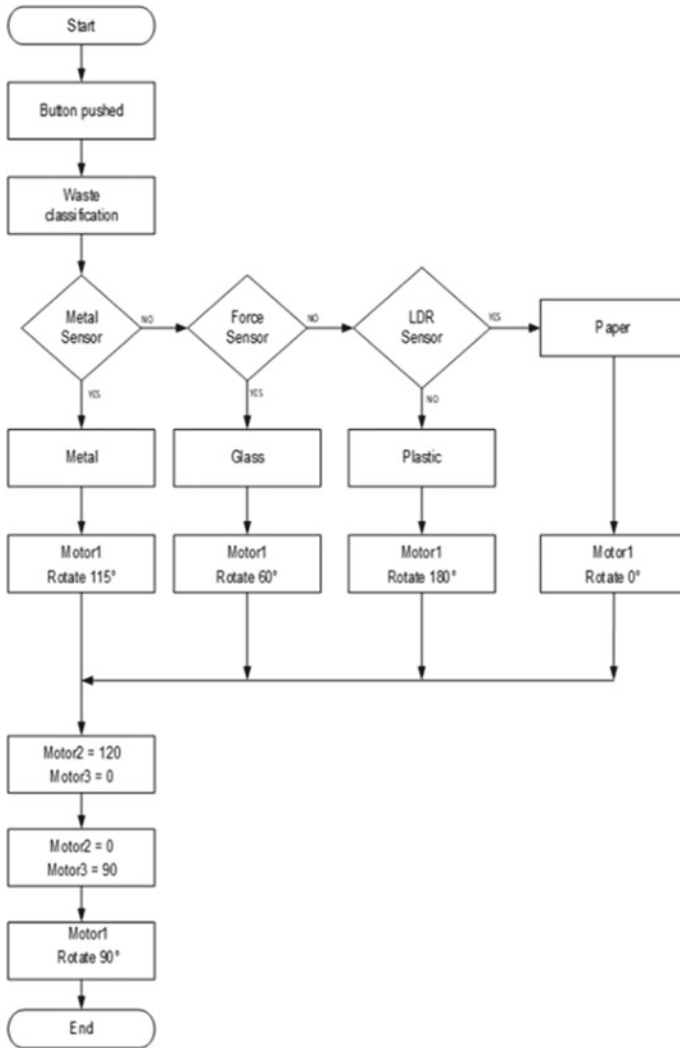 Start
Button pushed
Waste
classification
Metal
Sensor
NO
Force
Sensor
NO
LDR
Sensor
YES
Paper
YES
YES
NO
Metal
Glass
Plastic
Motor1
Rotate 115°
Motor1
Rotate 60°
Motor1
Rotate 180°
Motor1
Rotate 0°
Motor2 = 120
Motor3 = 0
Motor2 = 0
Motor3 = 90
Motor1
Rotate 90°
End